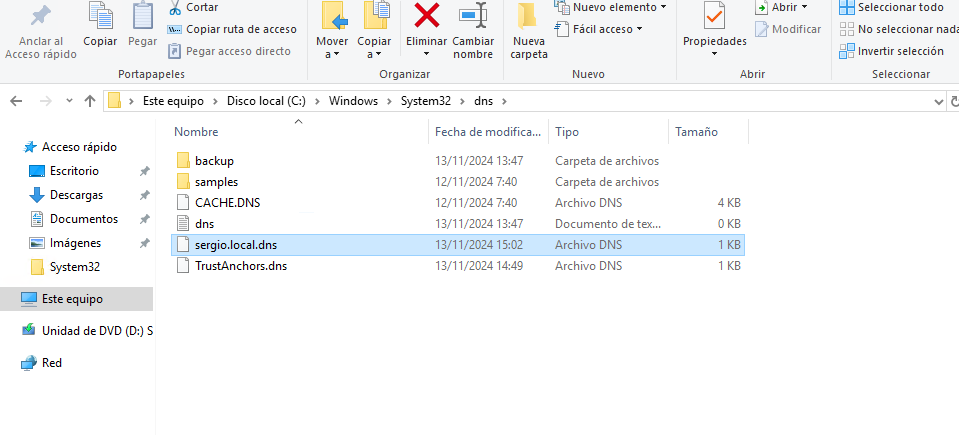 Anclar al
Acceso rápido
Copiar
Pegar
Cortar
Copiar ruta de acceso
Pegar acceso directo
Portapapeles
Mover
a
Copiar
a
Eliminar
Cambiar
nombre
Organizar
Nueva
carpeta
Nuevo elemento
Fácil acceso
Nuevo
Propiedades
Abrir
Modificar
Abrir
Seleccionar todo
No seleccionar nada
Invertir selección
Seleccionar
Este equipo > Disco local (C:) > Windows > System32 > dns >
Acceso rápido
Escritorio
Descargas
Documentos
Imágenes
System32
Este equipo
Unidad de DVD (D:) S
Red
Nombre Fecha de modifica... Tipo Tamaño
backup 13/11/2024 13:47 Carpeta de archivos
samples 12/11/2024 7:40 Carpeta de archivos
CACHE.DNS 12/11/2024 7:40 Archivo DNS 4 KB
dns 13/11/2024 13:47 Documento de tex... 0 KB
sergio.local.dns 13/11/2024 15:02 Archivo DNS 1 KB
TrustAnchors.dns 13/11/2024 14:49 Archivo DNS 1 KB